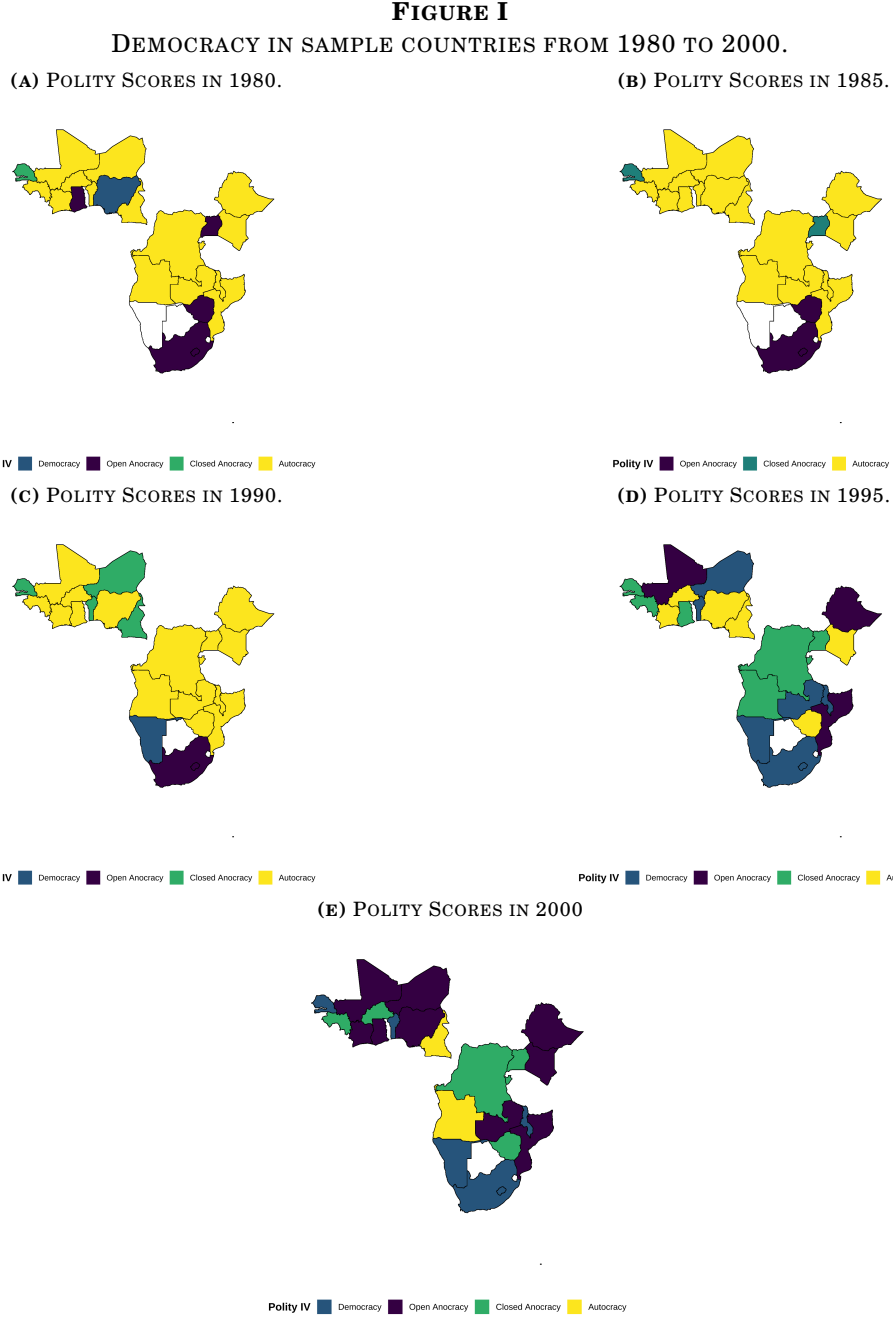 FIGURE I
DEMOCRACY IN SAMPLE COUNTRIES FROM 1980 TO 2000.
(A) POLITY SCORES IN 1980.
(B) POLITY SCORES IN 1985.
IV Democracy Open Anocracy Closed Anocracy Autocracy
Polity IV Open Anocracy Closed Anocracy Autocracy
(C) POLITY SCORES IN 1990.
(D) POLITY SCORES IN 1995.
IV Democracy Open Anocracy Closed Anocracy Autocracy
Polity IV Democracy Open Anocracy Closed Anocracy
(E) POLITY SCORES IN 2000
Polity IV Democracy Open Anocracy Closed Anocracy Autocracy